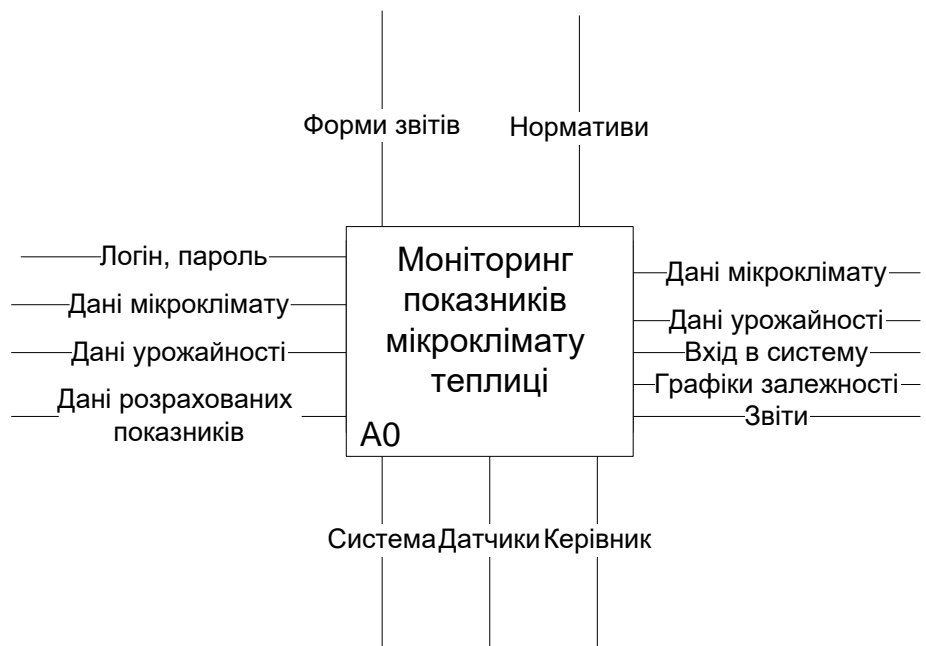 Форми звітів
Нормативи
Логін, пароль
Дані мікроклімату
Дані урожайності
Дані розрахованих
показників
Моніторинг
показників
мікроклімату
теплиці
А0
Дані мікроклімату
Дані урожайності
Вхід в систему
Графіки залежності
Звіти
Система
Датчики
Керівник